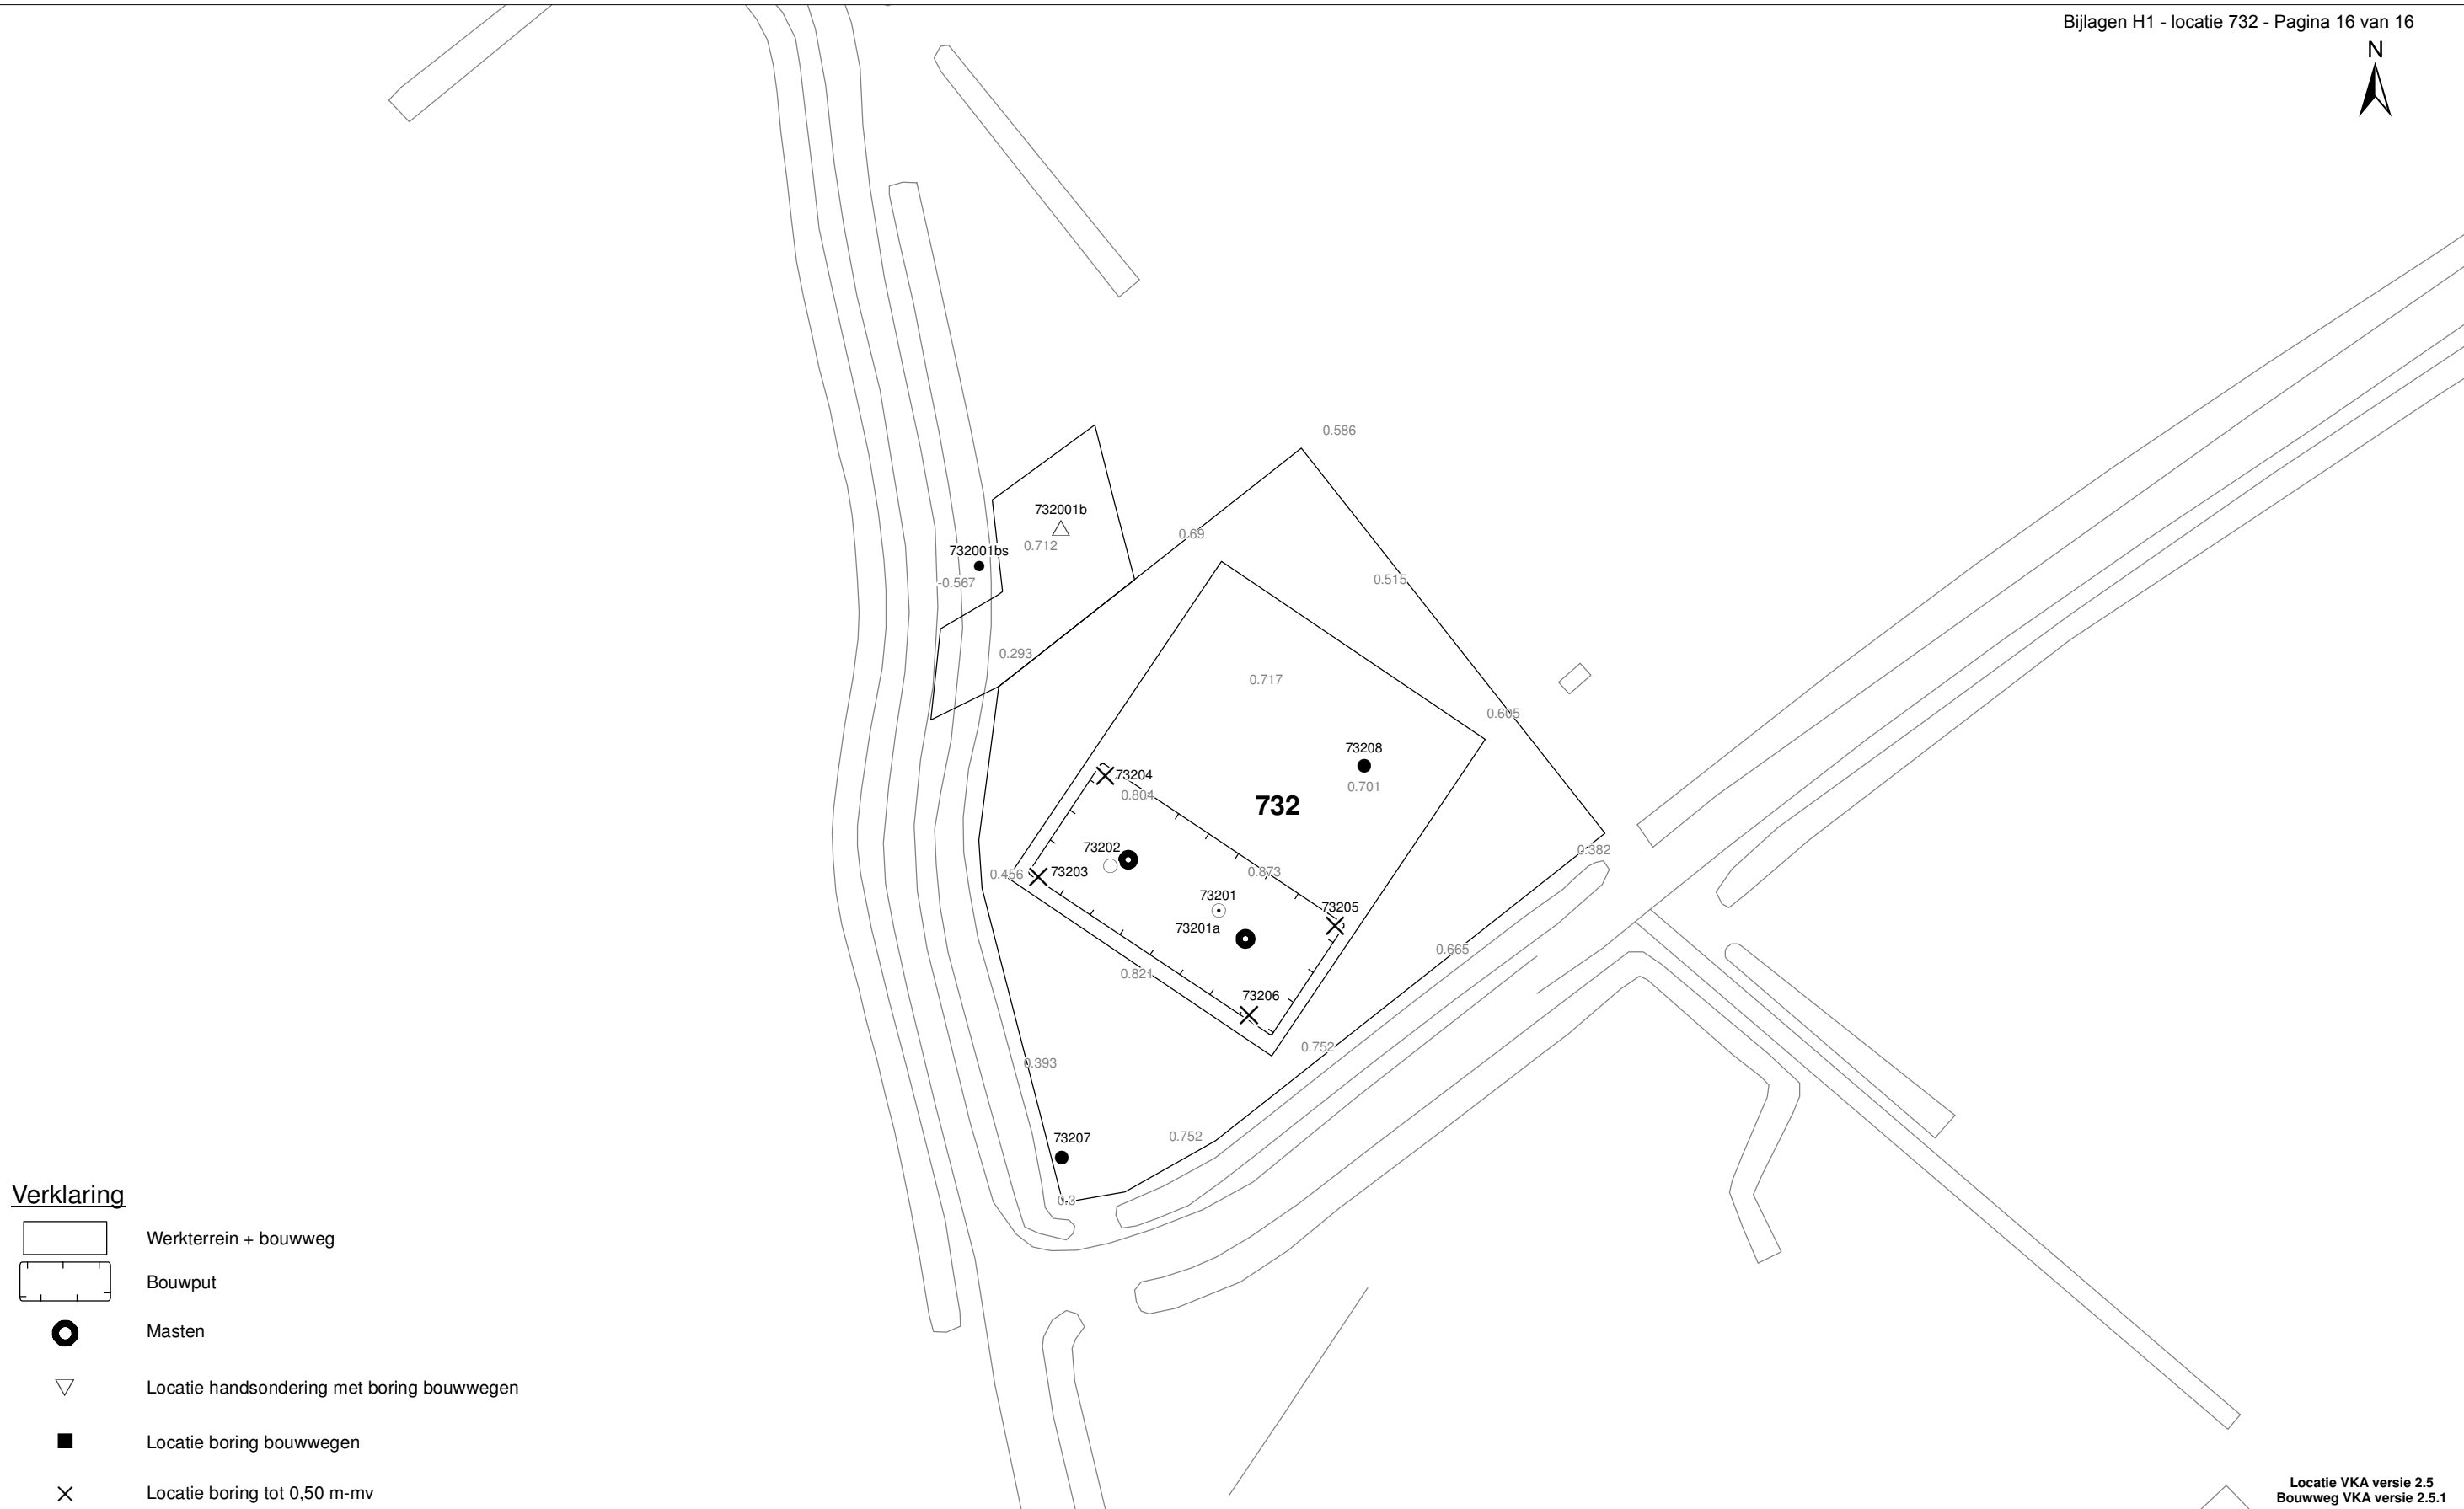 Bijlagen H1 - locatie 732 - Pagina 16 van 16
N
0.586
732001b
0.69
0.712
732001bs
-0.567
0.515
0.293
0.717
0.605
73208
73204
0.701
0.804
732
73202
0.382
73203
0.456
0.873
73201
73205
73201a
0.665
0.821
73206
0.752
0.393
73207
0.752
0.3
Verklaring
Werkterrein + bouwweg
Bouwput
Masten
Locatie handsondering met boring bouwwegen
Locatie boring bouwwegen
Locatie boring tot 0,50 m-mv
Locatie VKA versie 2.5
Bouwweg VKA versie 2.5.1